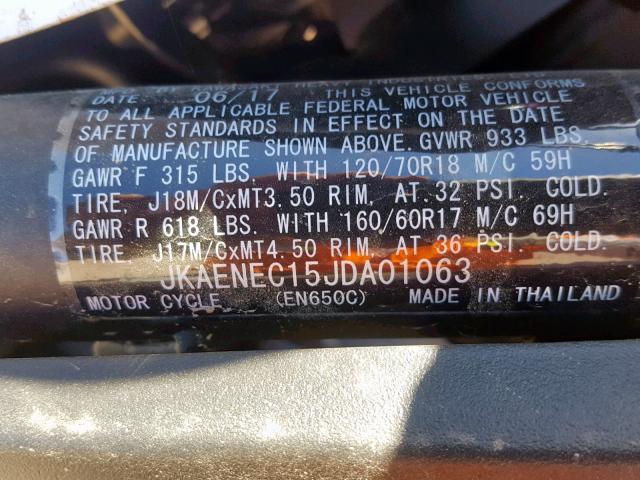 HEAVY INDUSTRIES LTD
DATE: 06/17 THIS VEHICLE CONFORMS
TO ALL APPLICABLE FEDERAL MOTOR VEHICLE
SAFETY STANDARDS IN EFFECT ON THE DATE
OF MANUFACTURE SHOWN ABOVE. GVWR 933 LBS.
GAWR F 315 LBS. WITH 120/70R18 M/C 59H
TIRE, J18M/CxMT3.50 RIM, AT. 32 PSI COLD.
GAWR R 618 LBS. WITH 160/60R17 M/C 69H
TIRE, J17M/CxMT4.50 RIM, AT 36 PSI COLD.
JKAENEC15JDA01063
MOTOR CYCLE (EN650C) MADE IN THAILAND